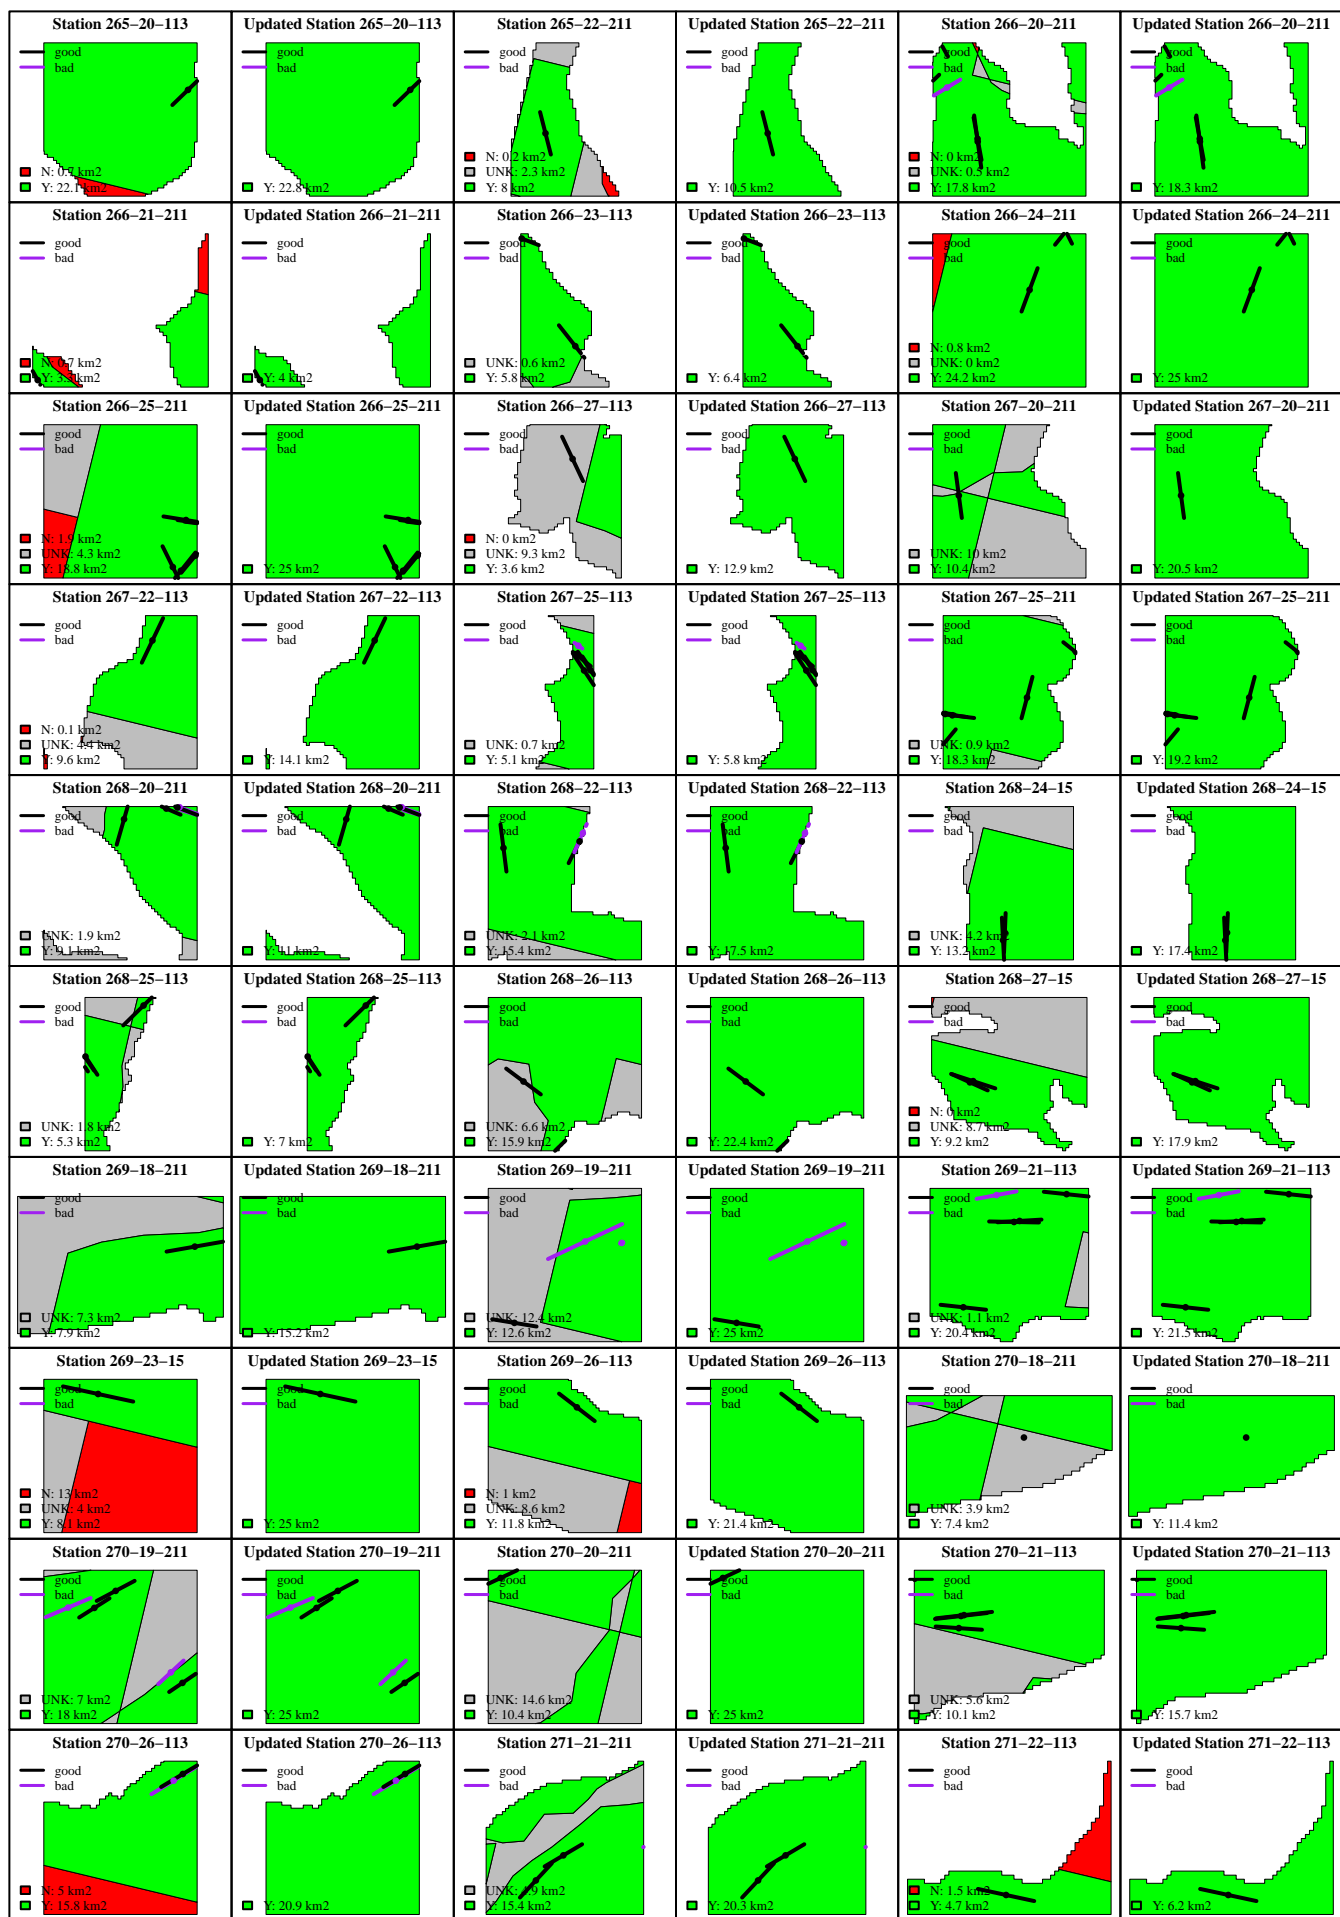 Station 265−20−113
good
bad
N: 0.7 km2
Y: 22.1 km2
Updated Station 265−20−113
good
bad
Y: 22.8 km2
Station 265−22−211
good
bad
N: 0.2 km2
UNK: 2.3 km2
Y: 8 km2
Updated Station 265−22−211
good
bad
Y: 10.5 km2
Station 266−20−211
good
bad
N: 0 km2
UNK: 0.5 km2
Y: 17.8 km2
Updated Station 266−20−211
good
bad
Y: 18.3 km2
Station 266−21−211
good
bad
N: 0.7 km2
Y: 3.3 km2
Updated Station 266−21−211
good
bad
Y: 4 km2
Station 266−23−113
good
bad
UNK: 0.6 km2
Y: 5.8 km2
Updated Station 266−23−113
good
bad
Y: 6.4 km2
Station 266−24−211
good
bad
N: 0.8 km2
UNK: 0 km2
Y: 24.2 km2
Updated Station 266−24−211
good
bad
Y: 25 km2
Station 266−25−211
good
bad
N: 1.9 km2
UNK: 4.3 km2
Y: 18.8 km2
Updated Station 266−25−211
good
bad
Y: 25 km2
Station 266−27−113
good
bad
N: 0 km2
UNK: 9.3 km2
Y: 3.6 km2
Updated Station 266−27−113
good
bad
Y: 12.9 km2
Station 267−20−211
good
bad
UNK: 10 km2
Y: 10.4 km2
Updated Station 267−20−211
good
bad
Y: 20.5 km2
Station 267−22−113
good
bad
N: 0.1 km2
UNK: 4.4 km2
Y: 9.6 km2
Updated Station 267−22−113
good
bad
Y: 14.1 km2
Station 267−25−113
good
bad
UNK: 0.7 km2
Y: 5.1 km2
Updated Station 267−25−113
good
bad
Y: 5.8 km2
Station 267−25−211
good
bad
UNK: 0.9 km2
Y: 18.3 km2
Updated Station 267−25−211
good
bad
Y: 19.2 km2
Station 268−20−211
good
bad
UNK: 1.9 km2
Y: 9.1 km2
Updated Station 268−20−211
good
bad
Y: 11 km2
Station 268−22−113
good
bad
UNK: 2.1 km2
Y: 15.4 km2
Updated Station 268−22−113
good
bad
Y: 17.5 km2
Station 268−24−15
good
bad
UNK: 4.2 km2
Y: 13.2 km2
Updated Station 268−24−15
good
bad
Y: 17.4 km2
Station 268−25−113
good
bad
UNK: 1.8 km2
Y: 5.3 km2
Updated Station 268−25−113
good
bad
Y: 7 km2
Station 268−26−113
good
bad
UNK: 6.6 km2
Y: 15.9 km2
Updated Station 268−26−113
good
bad
Y: 22.4 km2
Station 268−27−15
good
bad
N: 0 km2
UNK: 8.7 km2
Y: 9.2 km2
Updated Station 268−27−15
good
bad
Y: 17.9 km2
Station 269−18−211
good
bad
UNK: 7.3 km2
Y: 7.9 km2
Updated Station 269−18−211
good
bad
Y: 15.2 km2
Station 269−19−211
good
bad
UNK: 12.4 km2
Y: 12.6 km2
Updated Station 269−19−211
good
bad
Y: 25 km2
Station 269−21−113
good
bad
UNK: 1.1 km2
Y: 20.4 km2
Updated Station 269−21−113
good
bad
Y: 21.5 km2
Station 269−23−15
good
bad
N: 13 km2
UNK: 4 km2
Y: 8.1 km2
Updated Station 269−23−15
good
bad
Y: 25 km2
Station 269−26−113
good
bad
N: 1 km2
UNK: 8.6 km2
Y: 11.8 km2
Updated Station 269−26−113
good
bad
Y: 21.4 km2
Station 270−18−211
good
bad
UNK: 3.9 km2
Y: 7.4 km2
Updated Station 270−18−211
good
bad
Y: 11.4 km2
Station 270−19−211
good
bad
UNK: 7 km2
Y: 18 km2
Updated Station 270−19−211
good
bad
Y: 25 km2
Station 270−20−211
good
bad
UNK: 14.6 km2
Y: 10.4 km2
Updated Station 270−20−211
good
bad
Y: 25 km2
Station 270−21−113
good
bad
UNK: 5.6 km2
Y: 10.1 km2
Updated Station 270−21−113
good
bad
Y: 15.7 km2
Station 270−26−113
good
bad
N: 5 km2
Y: 15.8 km2
Updated Station 270−26−113
good
bad
Y: 20.9 km2
Station 271−21−211
good
bad
UNK: 4.9 km2
Y: 15.4 km2
Updated Station 271−21−211
good
bad
Y: 20.3 km2
Station 271−22−113
good
bad
N: 1.5 km2
Y: 4.7 km2
Updated Station 271−22−113
good
bad
Y: 6.2 km2